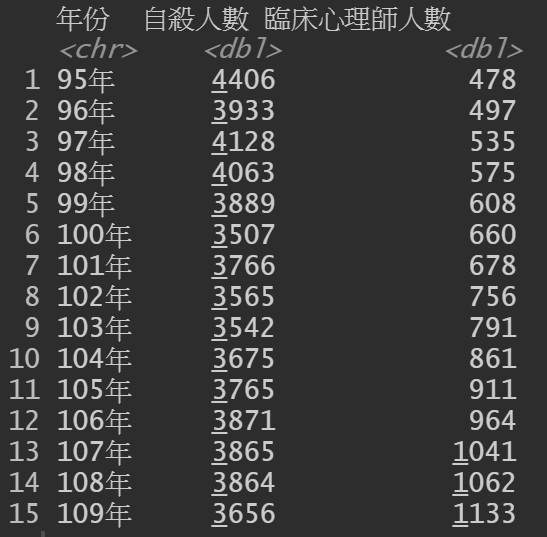 年份 自殺人數 臨床心理師人數
<chr> <dbl> <dbl>
1 95年 4406 478
2 96年 3933 497
3 97年 4128 535
4 98年 4063 575
5 99年 3889 608
6 100年 3507 660
7 101年 3766 678
8 102年 3565 756
9 103年 3542 791
10 104年 3675 861
11 105年 3765 911
12 106年 3871 964
13 107年 3865 1041
14 108年 3864 1062
15 109年 3656 1133